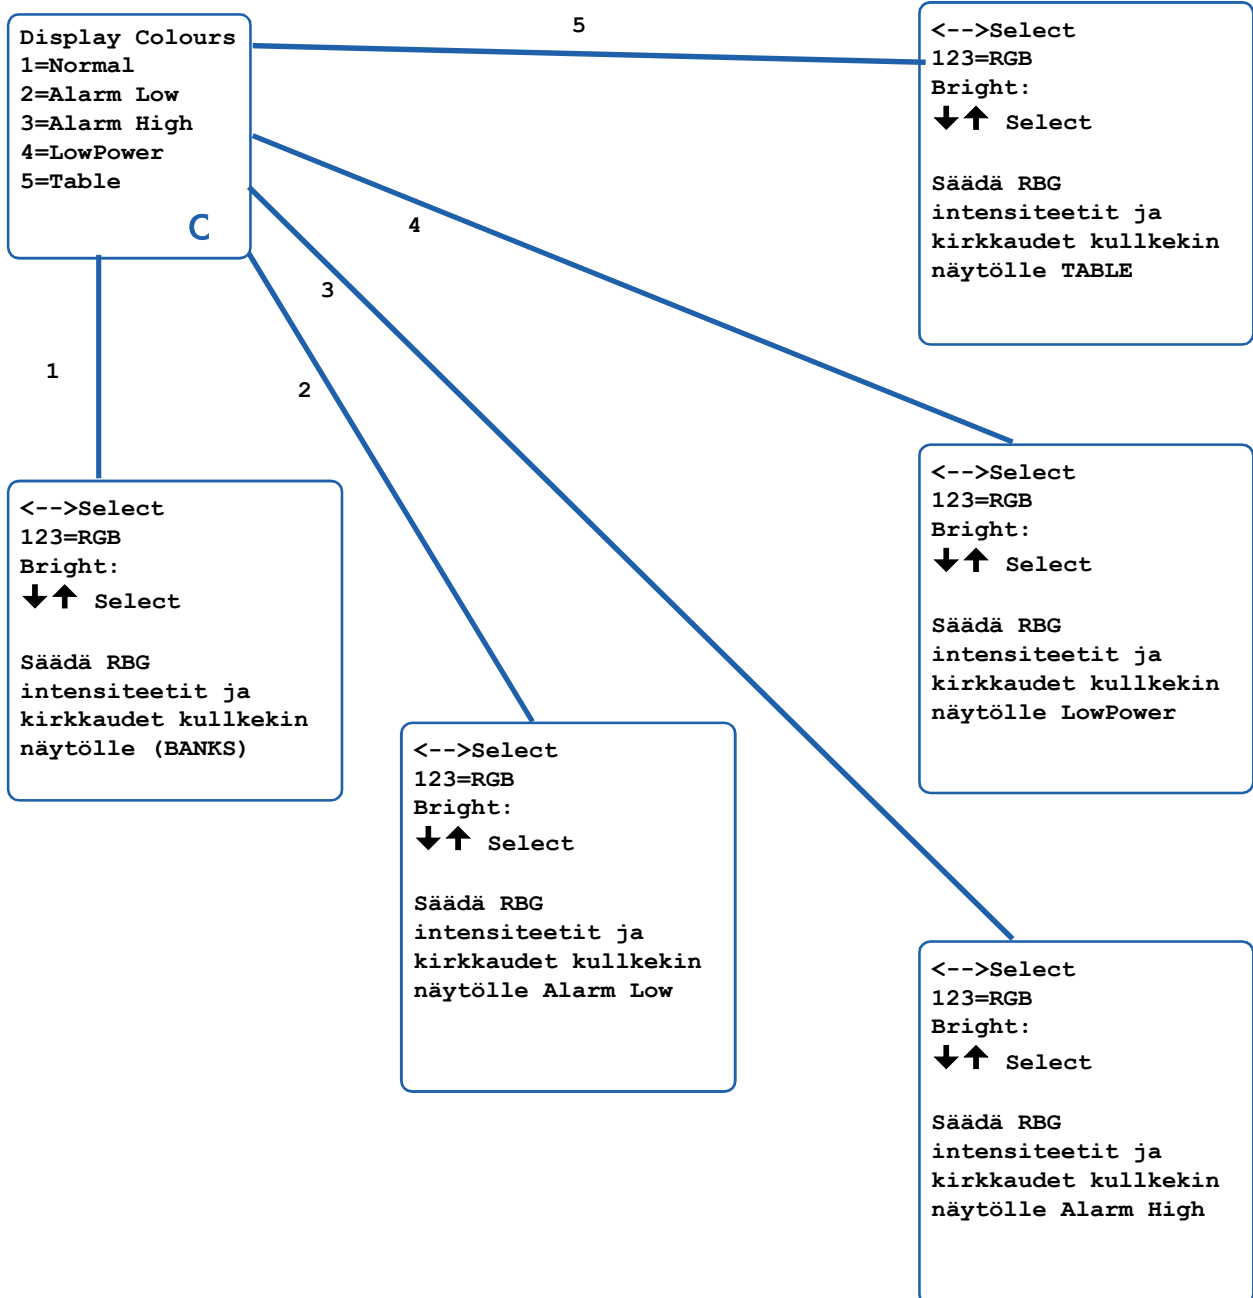 Display Colours
1=Normal
2=Alarm Low
3=Alarm High
4=LowPower
5=Table
C
5
<-->Select
123=RGB
Bright:
↓↑ Select
Säädä RBG
intensiteetit ja
kirkkaudet kullkekin
näytölle TABLE
4
3
1
2
<-->Select
123=RGB
Bright:
↓↑ Select
Säädä RBG
intensiteetit ja
kirkkaudet kullkekin
näytölle LowPower
<-->Select
123=RGB
Bright:
↓↑ Select
Säädä RBG
intensiteetit ja
kirkkaudet kullkekin
näytölle (BANKS)
<-->Select
123=RGB
Bright:
↓↑ Select
Säädä RBG
intensiteetit ja
kirkkaudet kullkekin
näytölle Alarm Low
<-->Select
123=RGB
Bright:
↓↑ Select
Säädä RBG
intensiteetit ja
kirkkaudet kullkekin
näytölle Alarm High